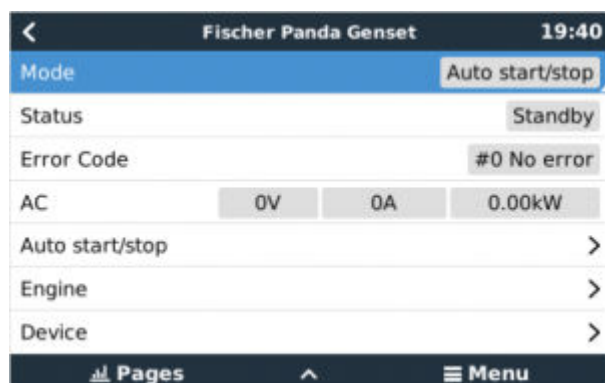 Fischer Panda Genset 19:40
Mode Auto start/stop
Status Standby
Error Code #0 No error
AC 0V 0A 0.00kW
Auto start/stop
Engine
Device
Pages Menu